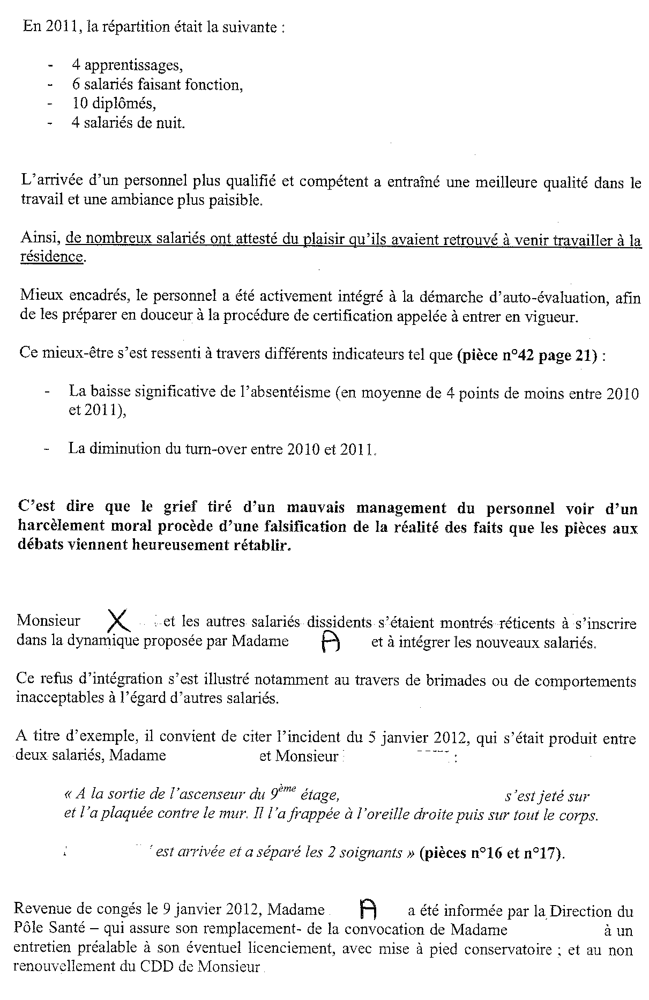 En 2011, la répartition était la suivante :
- 4 apprentissages,
- 6 salariés faisant fonction,
- 10 diplômés,
- 4 salariés de nuit.
L'arrivée d'un personnel plus qualifié et compétent a entraîné une meilleure qualité dans le
travail et une ambiance plus paisible.
Ainsi, de nombreux salariés ont attesté du plaisir qu'ils avaient retrouvé à venir travailler à la
résidence.
Mieux encadrés, le personnel a été activement intégré à la démarche d'auto-évaluation, afin
de les préparer en douceur à la procédure de certification appelée à entrer en vigueur.
Ce mieux-être s'est ressenti à travers différents indicateurs tel que (pièce n°42 page 21) :
- La baisse significative de l'absentéisme (en moyenne de 4 points de moins entre 2010
et 2011),
- La diminution du turn-over entre 2010 et 2011.
C'est dire que le grief tiré d'un mauvais management du personnel voir d'un
harcèlement moral procède d'une falsification de la réalité des faits que les pièces aux
débats viennent heureusement rétablir.
Monsieur X et les autres salariés dissidents s'étaient montrés réticents à s'inscrire
dans la dynamique proposée par Madame A et à intégrer les nouveaux salariés.
Ce refus d'intégration s'est illustré notamment au travers de brimades ou de comportements
inacceptables à l'égard d'autres salariés.
A titre d'exemple, il convient de citer l'incident du 5 janvier 2012, qui s'était produit entre
deux salariés, Madame et Monsieur :
« A la sortie de l'ascenseur du 9ème étage, s'est jeté sur
et l'a plaquée contre le mur. Il l'a frappée à l'oreille droite puis sur tout le corps.
est arrivée et a séparé les 2 soignants » (pièces n°16 et n°17).
Revenue de congés le 9 janvier 2012, Madame A a été informée par la Direction du
Pôle Santé – qui assure son remplacement- de la convocation de Madame à un
entretien préalable à son éventuel licenciement, avec mise à pied conservatoire ; et au non
renouvellement du CDD de Monsieur